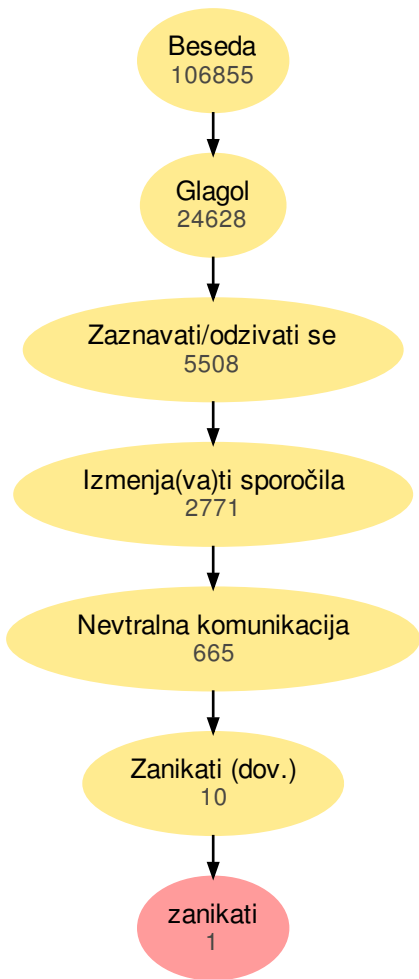 Beseda
106855
Glagol
24628
Zaznavati/odzivati se
5508
Izmenja(va)ti sporočila
2771
Nevtralna komunikacija
665
Zanikati (dov.)
10
zanikati
1